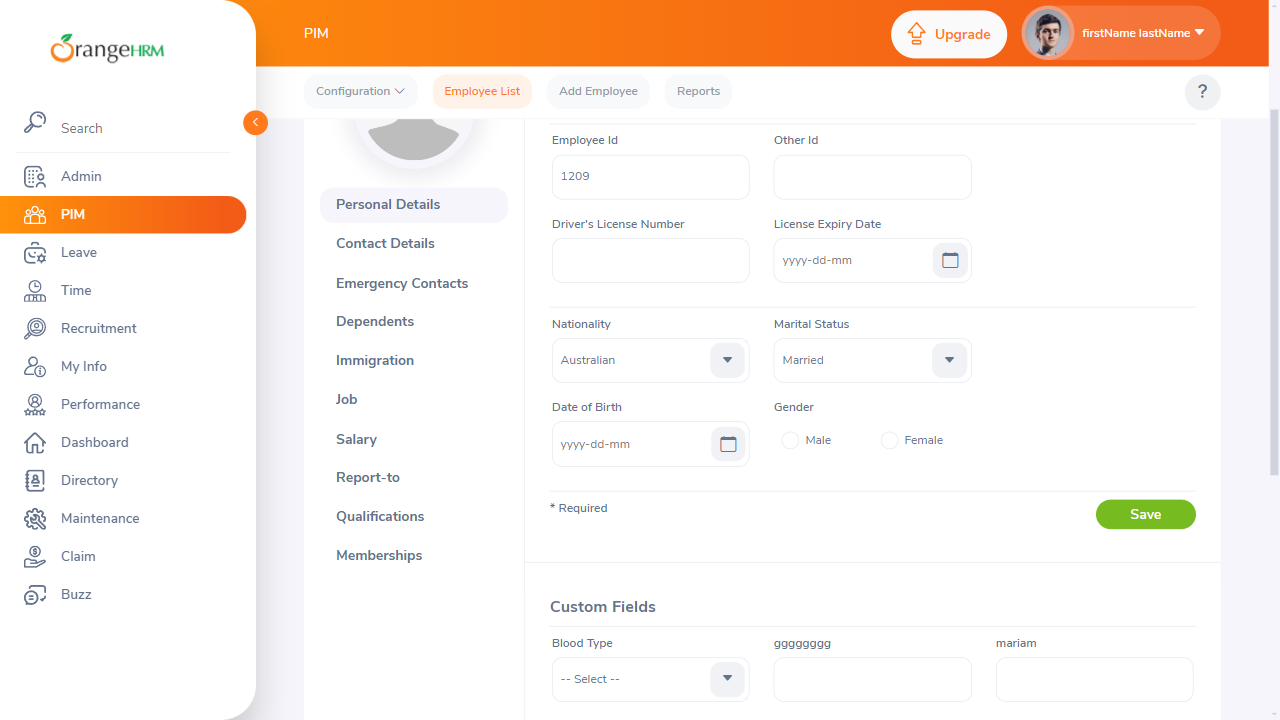 OrangeHRM
Search
Admin
PIM
Leave
Time
Recruitment
My Info
Performance
Dashboard
Directory
Maintenance
Claim
Buzz
PIM
Upgrade
firstName lastName
Configuration
Employee List
Add Employee
Reports
?
Personal Details
Contact Details
Emergency Contacts
Dependents
Immigration
Job
Salary
Report-to
Qualifications
Memberships
Employee Id
Other Id
1209
Driver's License Number
License Expiry Date
yyyy-dd-mm
Nationality
Marital Status
Australian
Married
Date of Birth
Gender
yyyy-dd-mm
Male
Female
* Required
Save
Custom Fields
Blood Type
gggggggg
mariam
-- Select --